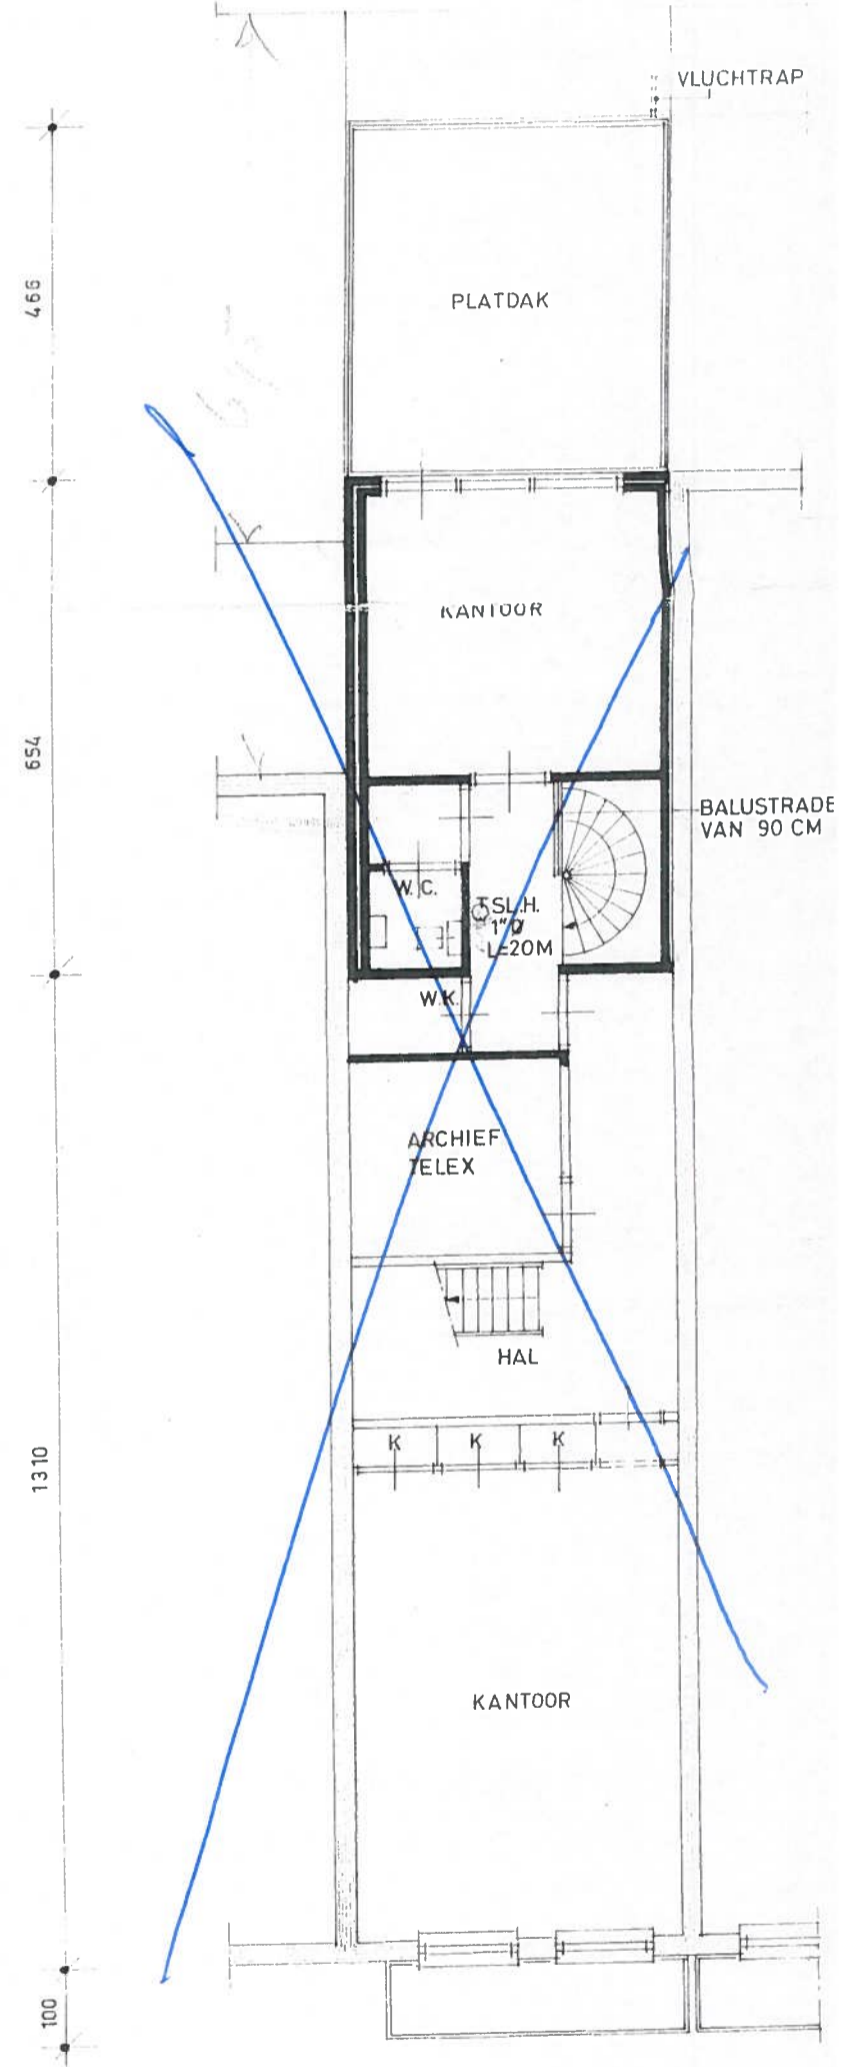 VLUCHTRAP
466
PLATDAK
KANTOOR
654
BALUSTRADE
VAN 90 CM
W.C.
SL.H.
1"Ø
L=20M
W.K.
ARCHIEF
TELEX
HAL
K K K
1310
KANTOOR
100